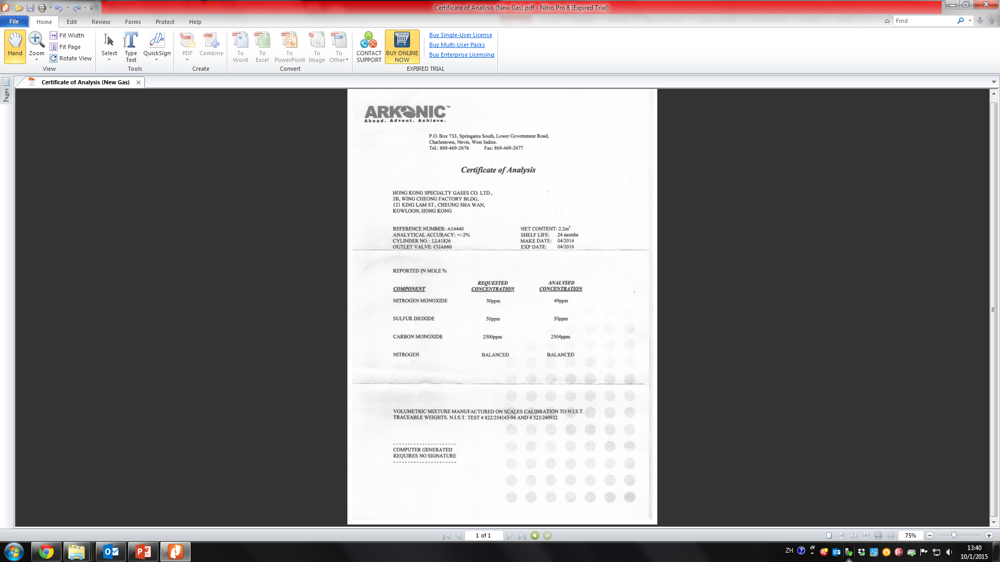 Certificate of Analysis (New Gas).pdf - Nitro Pro 8 (Expired Trial)
File Home Edit Review Forms Protect Help
Find
Hand
Zoom
Fit Width
Fit Page
Rotate View
View
Select
Type Text
QuickSign
Tools
PDF
Combine
Create
To Word
To Excel
To PowerPoint
To Image
To Other
Convert
CONTACT SUPPORT
BUY ONLINE NOW
Buy Single-User License
Buy Multi-User Packs
Buy Enterprise Licensing
EXPIRED TRIAL
Certificate of Analysis (New Gas)
Pages
ARKONIC™
Ahead. Advent. Achieve.
P.O. Box 733, Springates South, Lower Government Road,
Charlestown, Nevis, West Indies.
Tel.: 869-469-2676 Fax: 869-469-2677
Certificate of Analysis
HONG KONG SPECIALTY GASES CO. LTD.,
2B, WING CHEONG FACTORY BLDG,
121 KING LAM ST., CHEUNG SHA WAN,
KOWLOON, HONG KONG
REFERENCE NUMBER: A14440 NET CONTENT: 2.2m³
ANALYTICAL ACCURACY: +/-2% SHELF LIFE: 24 months
CYLINDER NO. : LL41826 MAKE DATE: 04/2014
OUTLET VALVE: CGA660 EXP DATE: 04/2016
REPORTED IN MOLE %
REQUESTED ANALYSED
COMPONENT CONCENTRATION CONCENTRATION
NITROGEN MONOXIDE 50ppm 49ppm
SULFUR DIOXIDE 50ppm 50ppm
CARBON MONOXIDE 2500ppm 2504ppm
NITROGEN BALANCED BALANCED
VOLUMETRIC MIXTURE MANUFACTURED ON SCALES CALIBRATION TO N.I.S.T.
TRACEABLE WEIGHTS. N.I.S.T. TEST # 822/254143-94 AND # 523/240932
COMPUTER GENERATED
REQUIRES NO SIGNATURE
1 of 1
75%
ZH
13:40
10/1/2015